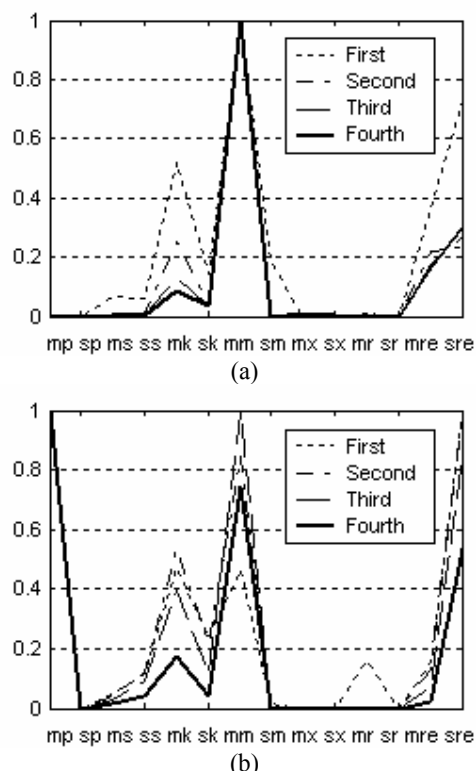 1
0.8
0.6
0.4
0.2
0
First
Second
Third
Fourth
mp sp ms ss mk sk mm sm mx sx mr sr mre sre
(a)
1
0.8
0.6
0.4
0.2
0
First
Second
Third
Fourth
mp sp ms ss mk sk mm sm mx sx mr sr mre sre
(b)